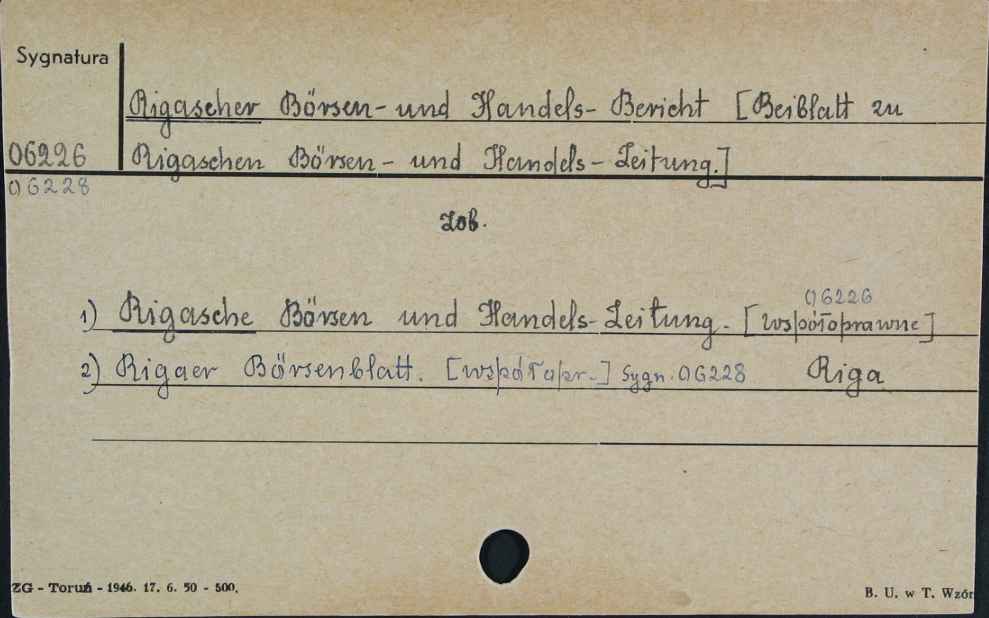 Sygnatura
Rigascher Börsen- und Handels- Bericht [Beiblatt zu
06226 Rigaschen Börsen- und Handels-Zeitung.]
06228
Zob.
06226
1) Rigasche Börsen und Handels-Zeitung. [współoprawne]
2) Rigaer Börsenblatt. [współopr.] Sygn. 06228 Riga
ZG - Toruń - 1946. 17. 6. 50 - 500.
B. U. w T. Wzór